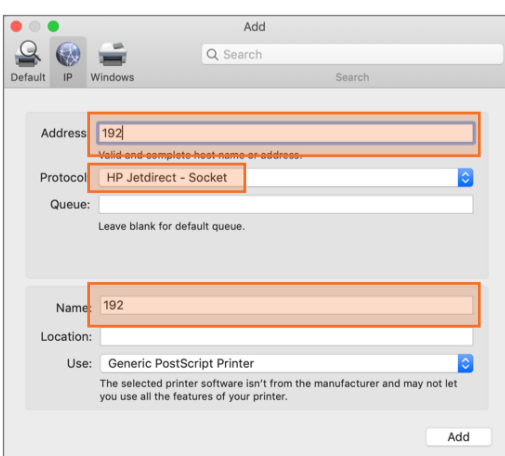 Add
Search
Default IP Windows Search
Address: 192
Valid and complete host name or address.
Protocol: HP Jetdirect - Socket
Queue:
Leave blank for default queue.
Name: 192
Location:
Use: Generic PostScript Printer
The selected printer software isn't from the manufacturer and may not let
you use all the features of your printer.
Add